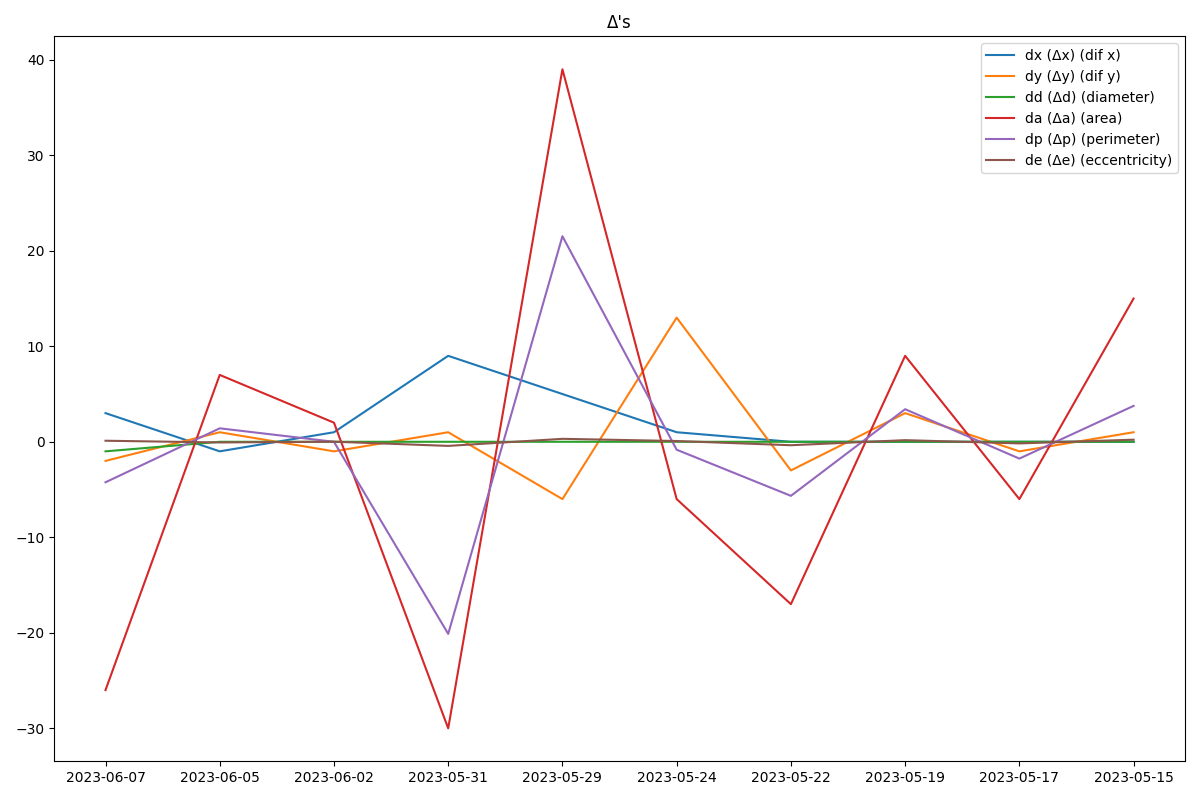 Δ's
dx (Δx) (dif x)
dy (Δy) (dif y)
dd (Δd) (diameter)
da (Δa) (area)
dp (Δp) (perimeter)
de (Δe) (eccentricity)
40
30
20
10
0
−10
−20
−30
2023-06-07 2023-06-05 2023-06-02 2023-05-31 2023-05-29 2023-05-24 2023-05-22 2023-05-19 2023-05-17 2023-05-15